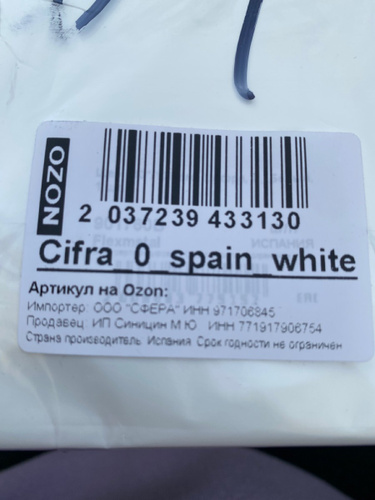 OZON
2 037239 433130
Cifra_0_spain_white
Артикул на Ozon:
Импортер: ООО "СФЕРА" ИНН 971706845
Продавец: ИП Синицин М.Ю. ИНН 771917906754
Страна производитель: Испания. Срок годности не ограничен